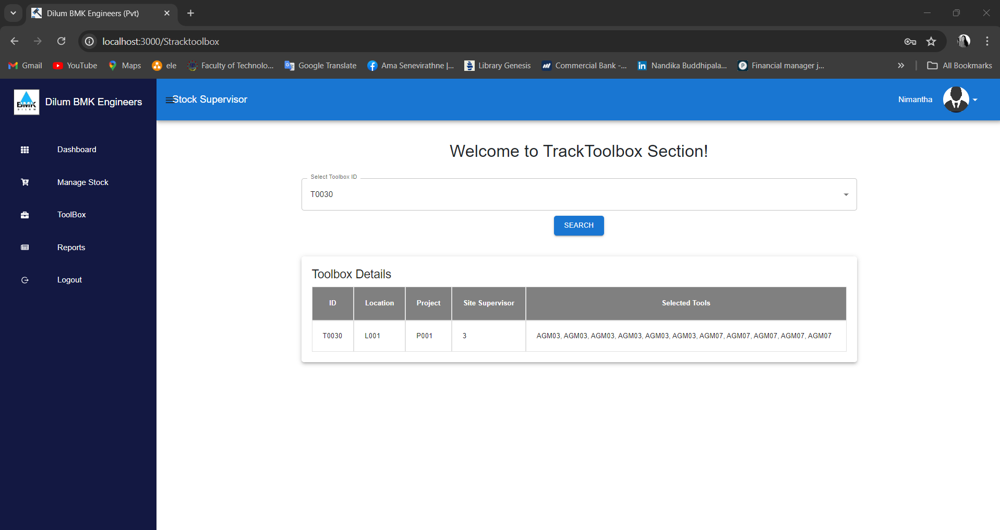 Dilum BMK Engineers (Pvt)
localhost:3000/Stracktoolbox
Gmail YouTube Maps ele Faculty of Technolo... Google Translate Ama Senevirathne |... Library Genesis Commercial Bank -... Nandika Buddhipala... Financial manager j... All Bookmarks
BMK
DILUM
Dilum BMK Engineers
Stock Supervisor
Nimantha
Dashboard
Manage Stock
ToolBox
Reports
Logout
Welcome to TrackToolbox Section!
Select Toolbox ID
T0030
SEARCH
Toolbox Details
ID Location Project Site Supervisor Selected Tools
T0030 L001 P001 3 AGM03, AGM03, AGM03, AGM03, AGM03, AGM03, AGM07, AGM07, AGM07, AGM07, AGM07